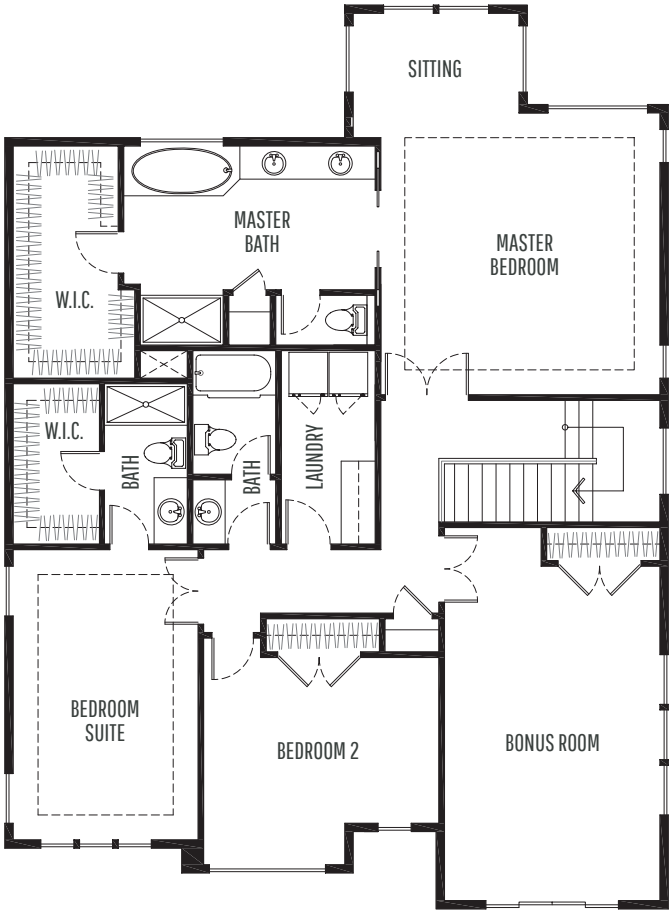 SITTING
MASTER
BATH
MASTER
BEDROOM
W.I.C.
W.I.C.
BATH
BATH
LAUNDRY
BEDROOM
SUITE
BEDROOM 2
BONUS ROOM